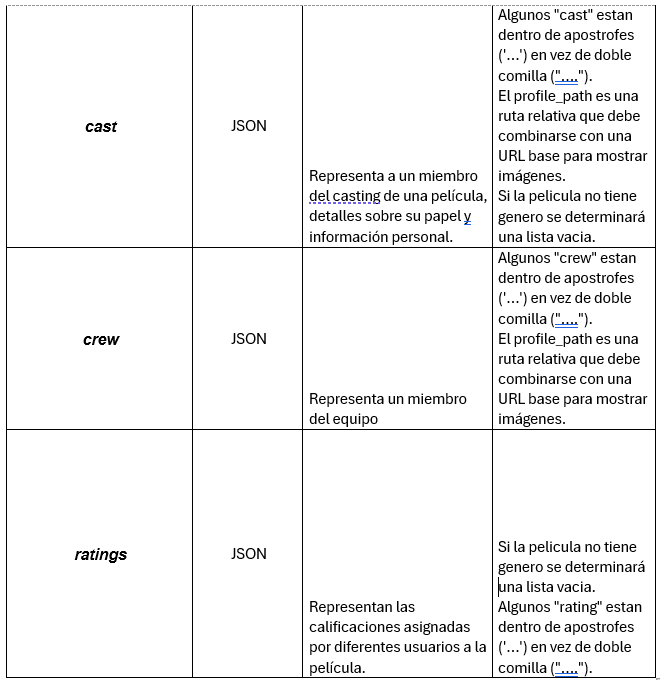 cast
JSON
Representa a un miembro
del casting de una película,
detalles sobre su papel y
información personal.
Algunos "cast" estan
dentro de apostrofes
('...') en vez de doble
comilla ("....").
El profile_path es una
ruta relativa que debe
combinarse con una
URL base para mostrar
imágenes.
Si la pelicula no tiene
genero se determinará
una lista vacia.
crew
JSON
Representa un miembro
del equipo
Algunos "crew" estan
dentro de apostrofes
('...') en vez de doble
comilla ("....").
El profile_path es una
ruta relativa que debe
combinarse con una
URL base para mostrar
imágenes.
ratings
JSON
Representan las
calificaciones asignadas
por diferentes usuarios a la
película.
Si la pelicula no tiene
genero se determinará
una lista vacia.
Algunos "rating" estan
dentro de apostrofes
('...') en vez de doble
comilla ("....").